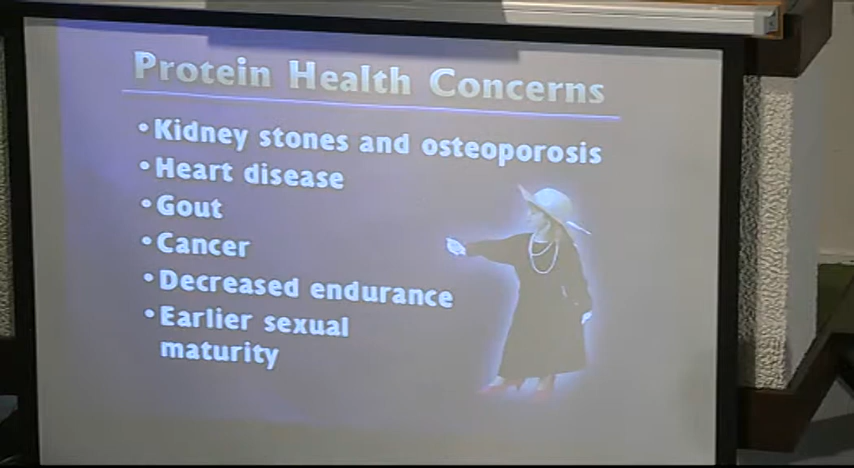 Protein Health Concerns
• Kidney stones and osteoporosis
• Heart disease
• Gout
• Cancer
• Decreased endurance
• Earlier sexual
maturity